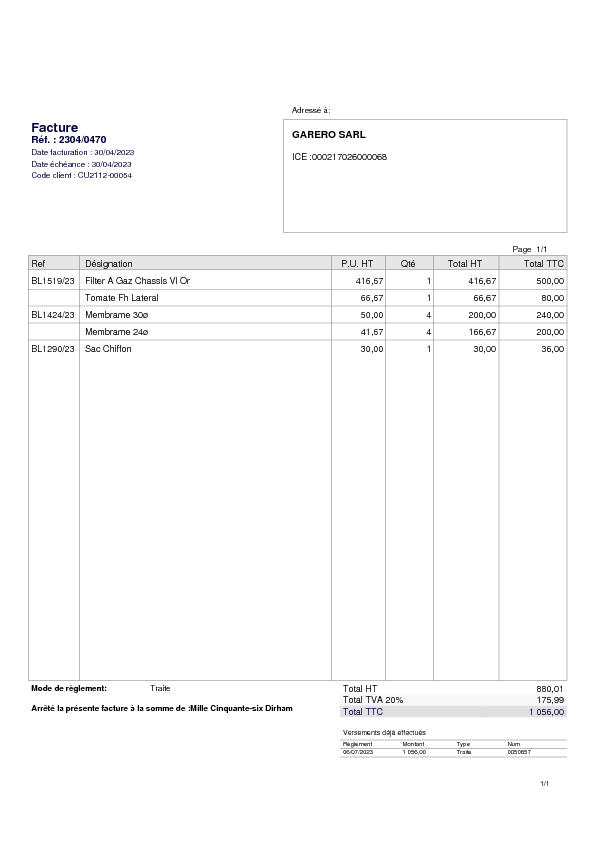 Adressé à:
Facture
Réf. : 2304/0470
Date facturation : 30/04/2023
Date échéance : 30/04/2023
Code client : CU2112-00054
GARERO SARL
ICE :000217026000068
Page 1/1
Ref Désignation P.U. HT Qté Total HT Total TTC
BL1519/23 Filter A Gaz Chassis Vl Or 416,67 1 416,67 500,00
Tomate Fh Lateral 66,67 1 66,67 80,00
BL1424/23 Membrame 30ø 50,00 4 200,00 240,00
Membrame 24ø 41,67 4 166,67 200,00
BL1290/23 Sac Chiffon 30,00 1 30,00 36,00
Mode de règlement: Traite
Total HT 880,01
Total TVA 20% 175,99
Arrêté la présente facture à la somme de :Mille Cinquante-six Dirham
Total TTC 1 056,00
Versements déjà effectués
Règlement Montant Type Num
06/07/2023 1 056,00 Traite 0050857
1/1